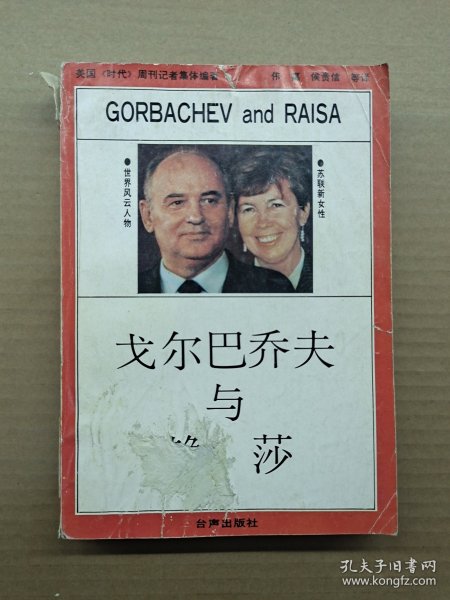 美国《时代》周刊记者集体编著
侯贵信 等译
GORBACHEV and RAISA
●世界风云人物
●苏联新女性
戈尔巴乔夫
与
莎
台声出版社
孔夫子旧书网
www.kongfz.com